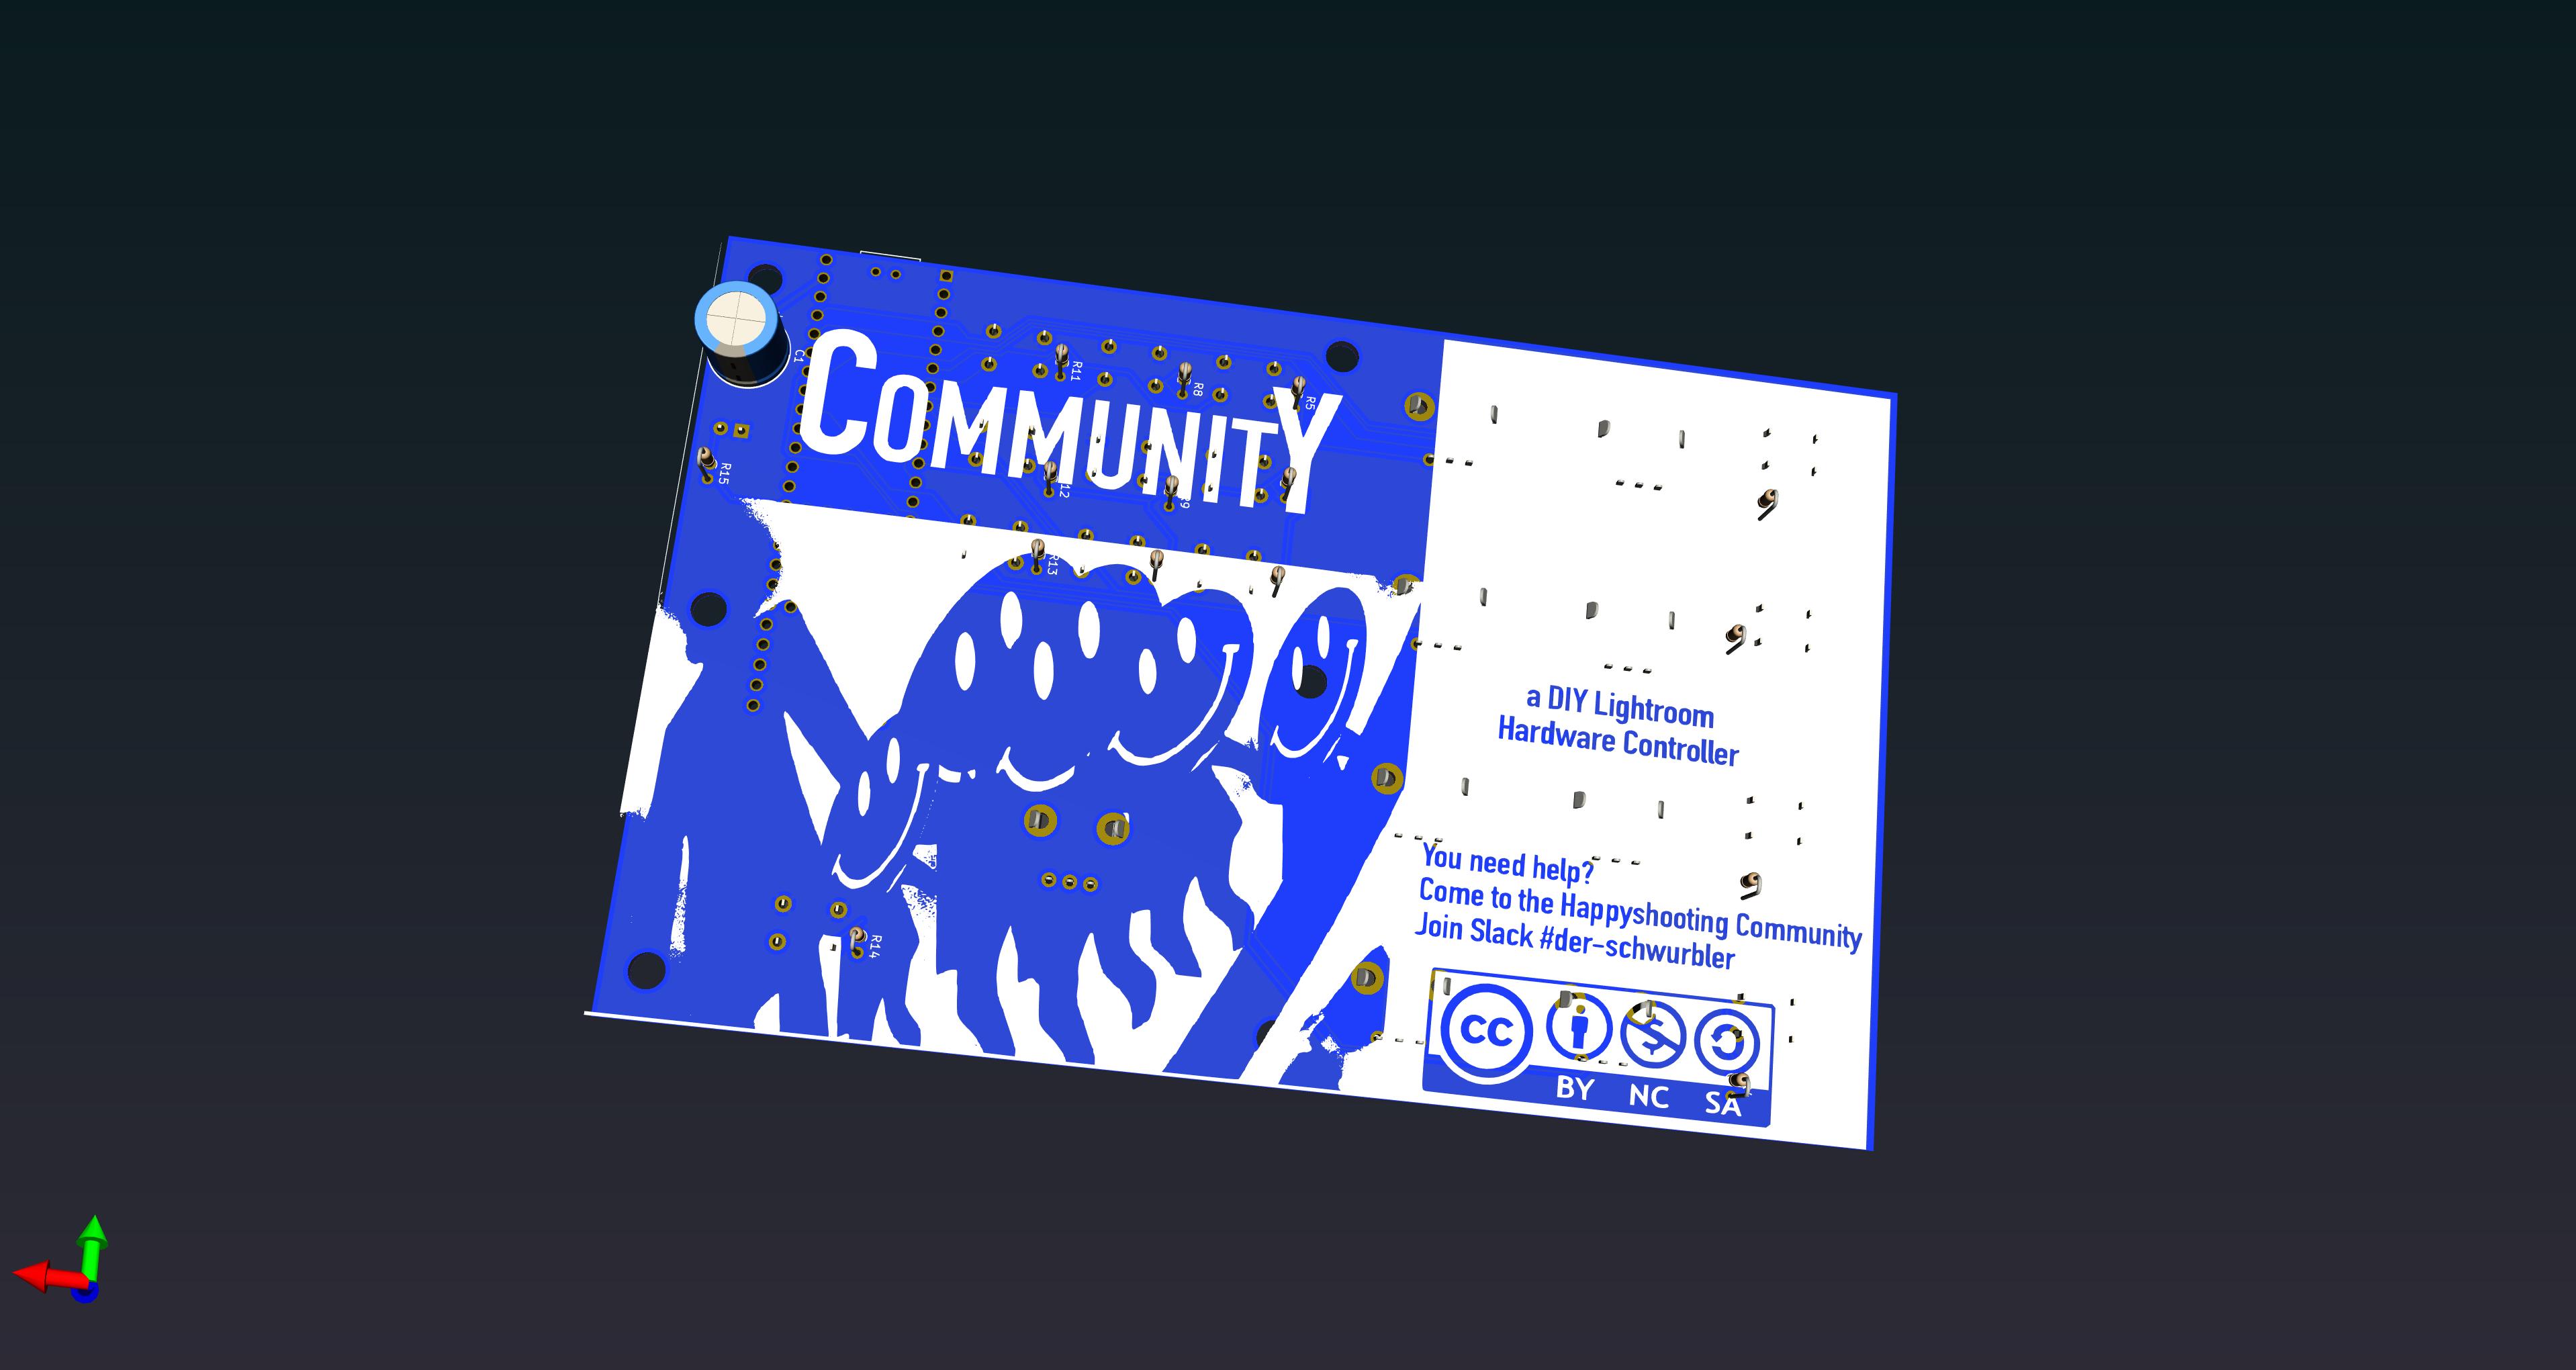 COMMUNITY
C1
R11
R8
R5
R15
12
9
R13
R14
a DIY Lightroom
Hardware Controller
You need help?
Come to the Happyshooting Community
Join Slack #der-schwurbler
CC
BY NC SA